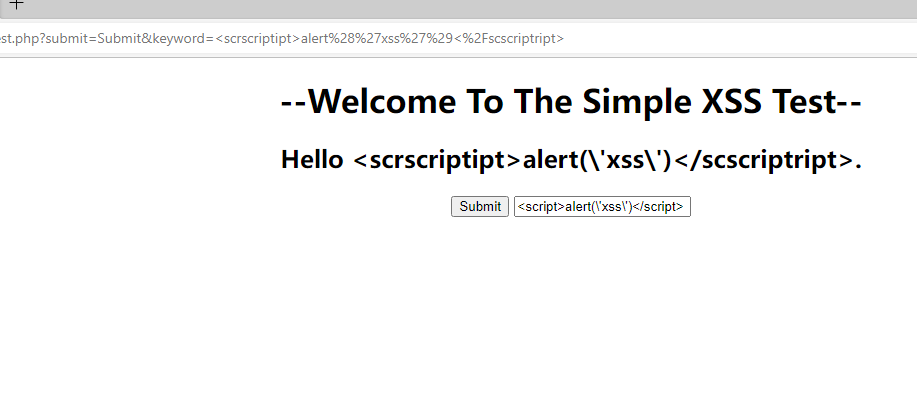 est.php?submit=Submit&keyword=<scrscriptipt>alert%28%27xss%27%29<%2Fscscriptript>
--Welcome To The Simple XSS Test--
Hello <scrscriptipt>alert(\'xss\')</scscriptript>.
Submit <script>alert(\'xss\')</script>